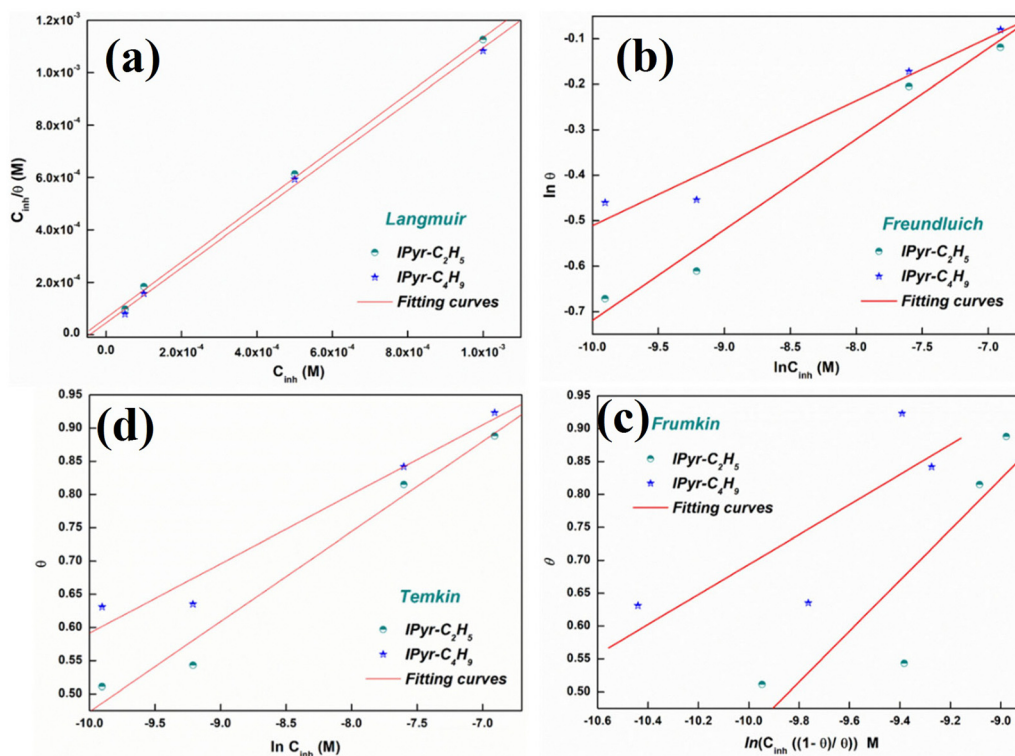 (a)
1.2x10⁻³
1.0x10⁻³
8.0x10⁻⁴
6.0x10⁻⁴
4.0x10⁻⁴
2.0x10⁻⁴
0.0
C_inh/θ (M)
Langmuir
IPyr-C₂H₅
IPyr-C₄H₉
Fitting curves
0.0 2.0x10⁻⁴ 4.0x10⁻⁴ 6.0x10⁻⁴ 8.0x10⁻⁴ 1.0x10⁻³
C_inh (M)
(b)
-0.1
-0.2
-0.3
-0.4
-0.5
-0.6
-0.7
ln θ
Freundluich
IPyr-C₂H₅
IPyr-C₄H₉
Fitting curves
-10.0 -9.5 -9.0 -8.5 -8.0 -7.5 -7.0
lnC_inh (M)
(d)
0.95
0.90
0.85
0.80
0.75
0.70
0.65
0.60
0.55
0.50
θ
Temkin
IPyr-C₂H₅
IPyr-C₄H₉
Fitting curves
-10.0 -9.5 -9.0 -8.5 -8.0 -7.5 -7.0
ln C_inh (M)
(c)
Frumkin
IPyr-C₂H₅
IPyr-C₄H₉
Fitting curves
0.95
0.90
0.85
0.80
0.75
0.70
0.65
0.60
0.55
0.50
θ
-10.6 -10.4 -10.2 -10.0 -9.8 -9.6 -9.4 -9.2 -9.0
ln(C_inh ((1- θ)/ θ)) M